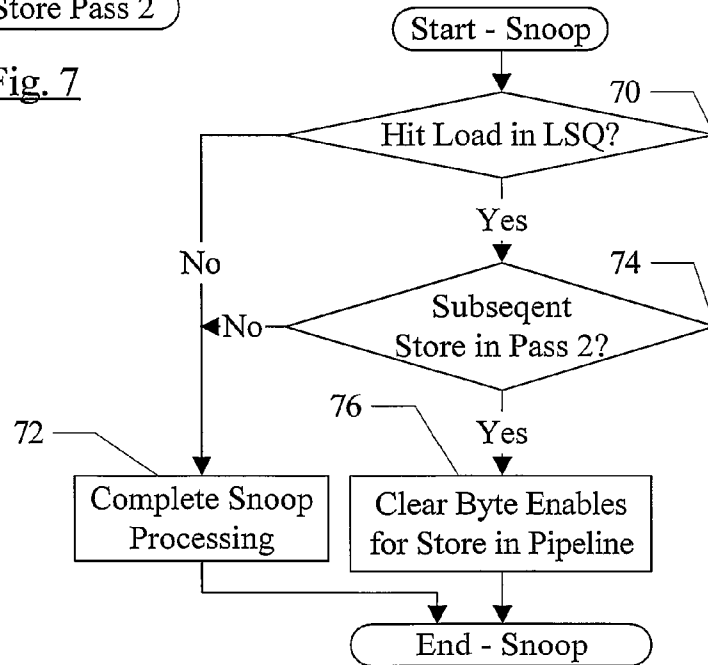 Store Pass 2
Fig. 7
Start - Snoop
70
Hit Load in LSQ?
Yes
No
74
Subseqent
Store in Pass 2?
No
76
Yes
72
Complete Snoop
Processing
Clear Byte Enables
for Store in Pipeline
End - Snoop